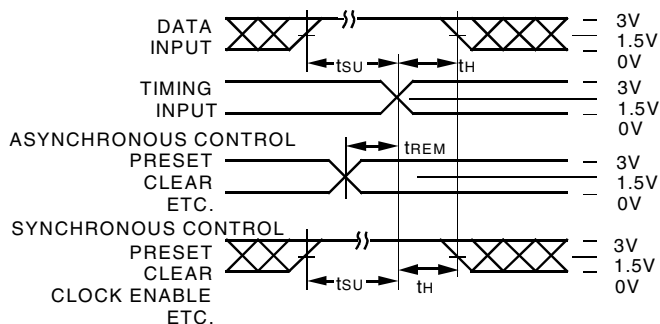 DATA INPUT
3V
1.5V
0V
tSU
tH
TIMING INPUT
3V
1.5V
0V
ASYNCHRONOUS CONTROL
PRESET
CLEAR
ETC.
tREM
3V
1.5V
0V
SYNCHRONOUS CONTROL
PRESET
CLEAR
CLOCK ENABLE
ETC.
tSU
tH
3V
1.5V
0V